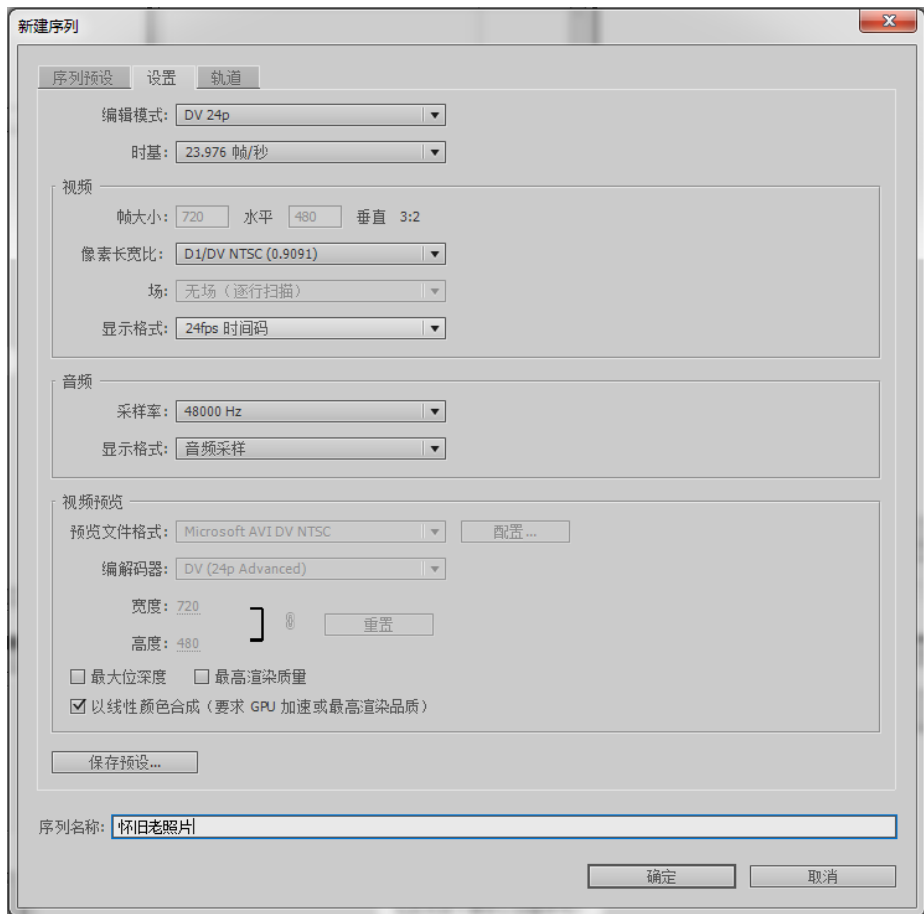 新建序列
序列预设 设置 轨道
编辑模式: DV 24p
时基: 23.976 帧/秒
视频
帧大小: 720 水平 480 垂直 3:2
像素长宽比: D1/DV NTSC (0.9091)
场: 无场（逐行扫描）
显示格式: 24fps 时间码
音频
采样率: 48000 Hz
显示格式: 音频采样
视频预览
预览文件格式: Microsoft AVI DV NTSC 配置...
编解码器: DV (24p Advanced)
宽度: 720
重置
高度: 480
最大位深度 最高渲染质量
以线性颜色合成（要求 GPU 加速或最高渲染品质）
保存预设...
序列名称: 怀旧老照片
确定 取消